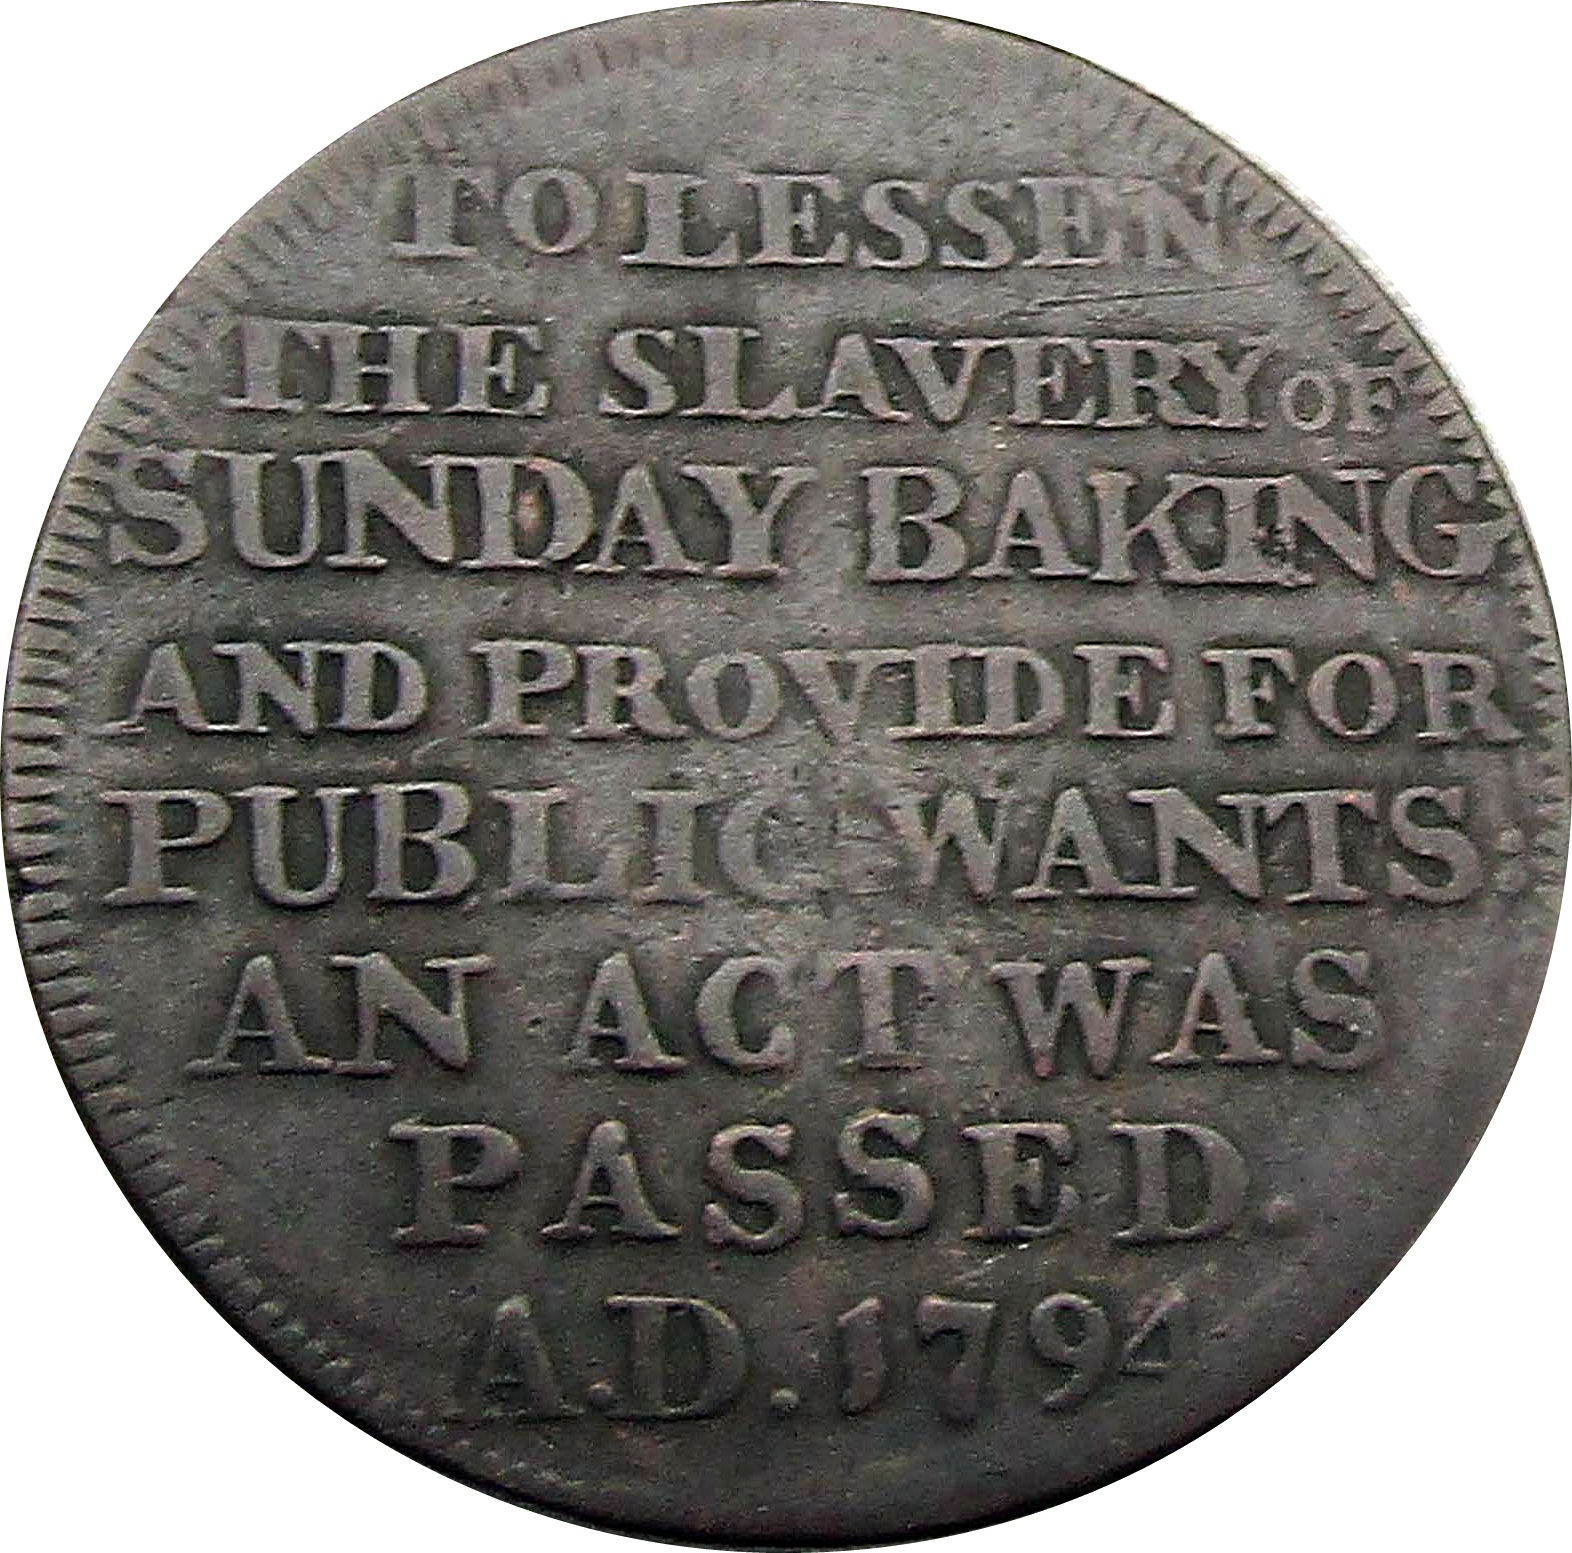 TO LESSEN
THE SLAVERY OF
SUNDAY BAKING
AND PROVIDE FOR
PUBLIC WANTS:
AN ACT WAS
PASSED.
A.D. 1794